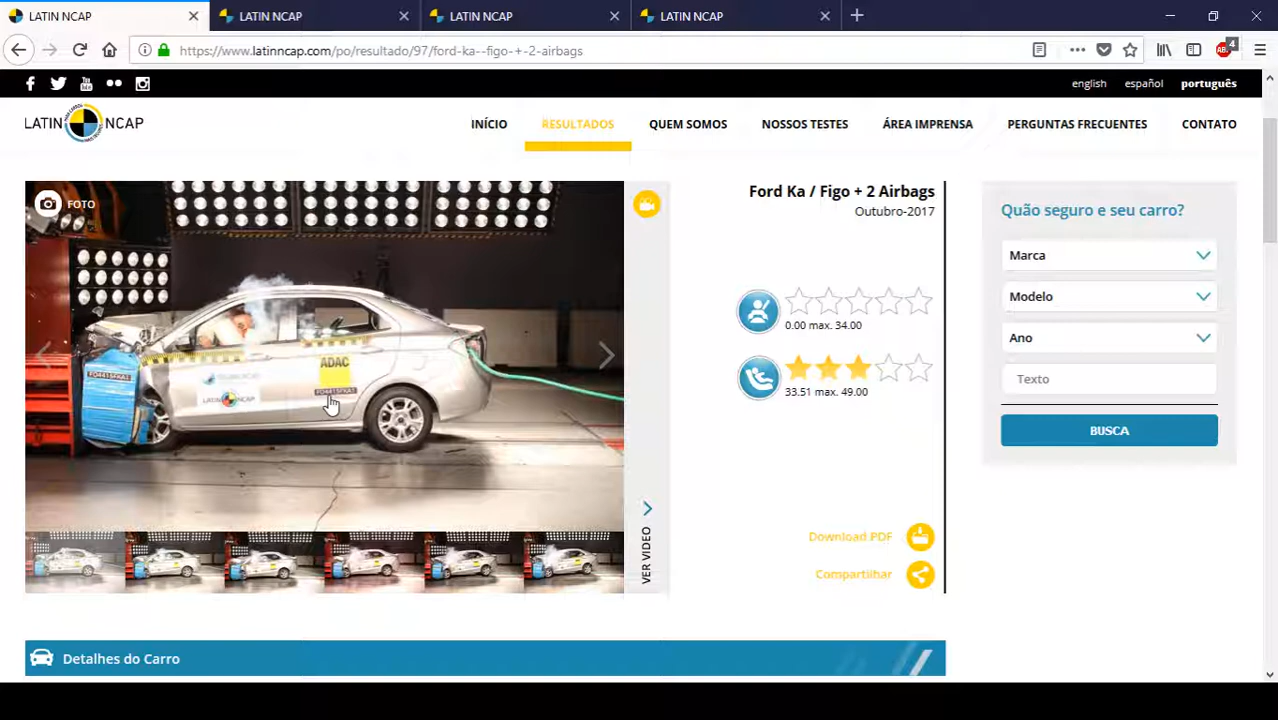 LATIN NCAP
LATIN NCAP
LATIN NCAP
LATIN NCAP
https://www.latinncap.com/po/resultado/97/ford-ka--figo-+-2-airbags
4
english español português
LATIN NCAP
INÍCIO RESULTADOS QUEM SOMOS NOSSOS TESTES ÁREA IMPRENSA PERGUNTAS FRECUENTES CONTATO
FOTO
ADAC
LATIN NCAP
Ford Ka / Figo + 2 Airbags
Outubro-2017
0.00 max. 34.00
33.51 max. 49.00
VER VIDEO
Download PDF
Compartilhar
Quão seguro e seu carro?
Marca
Modelo
Ano
Texto
BUSCA
Detalhes do Carro